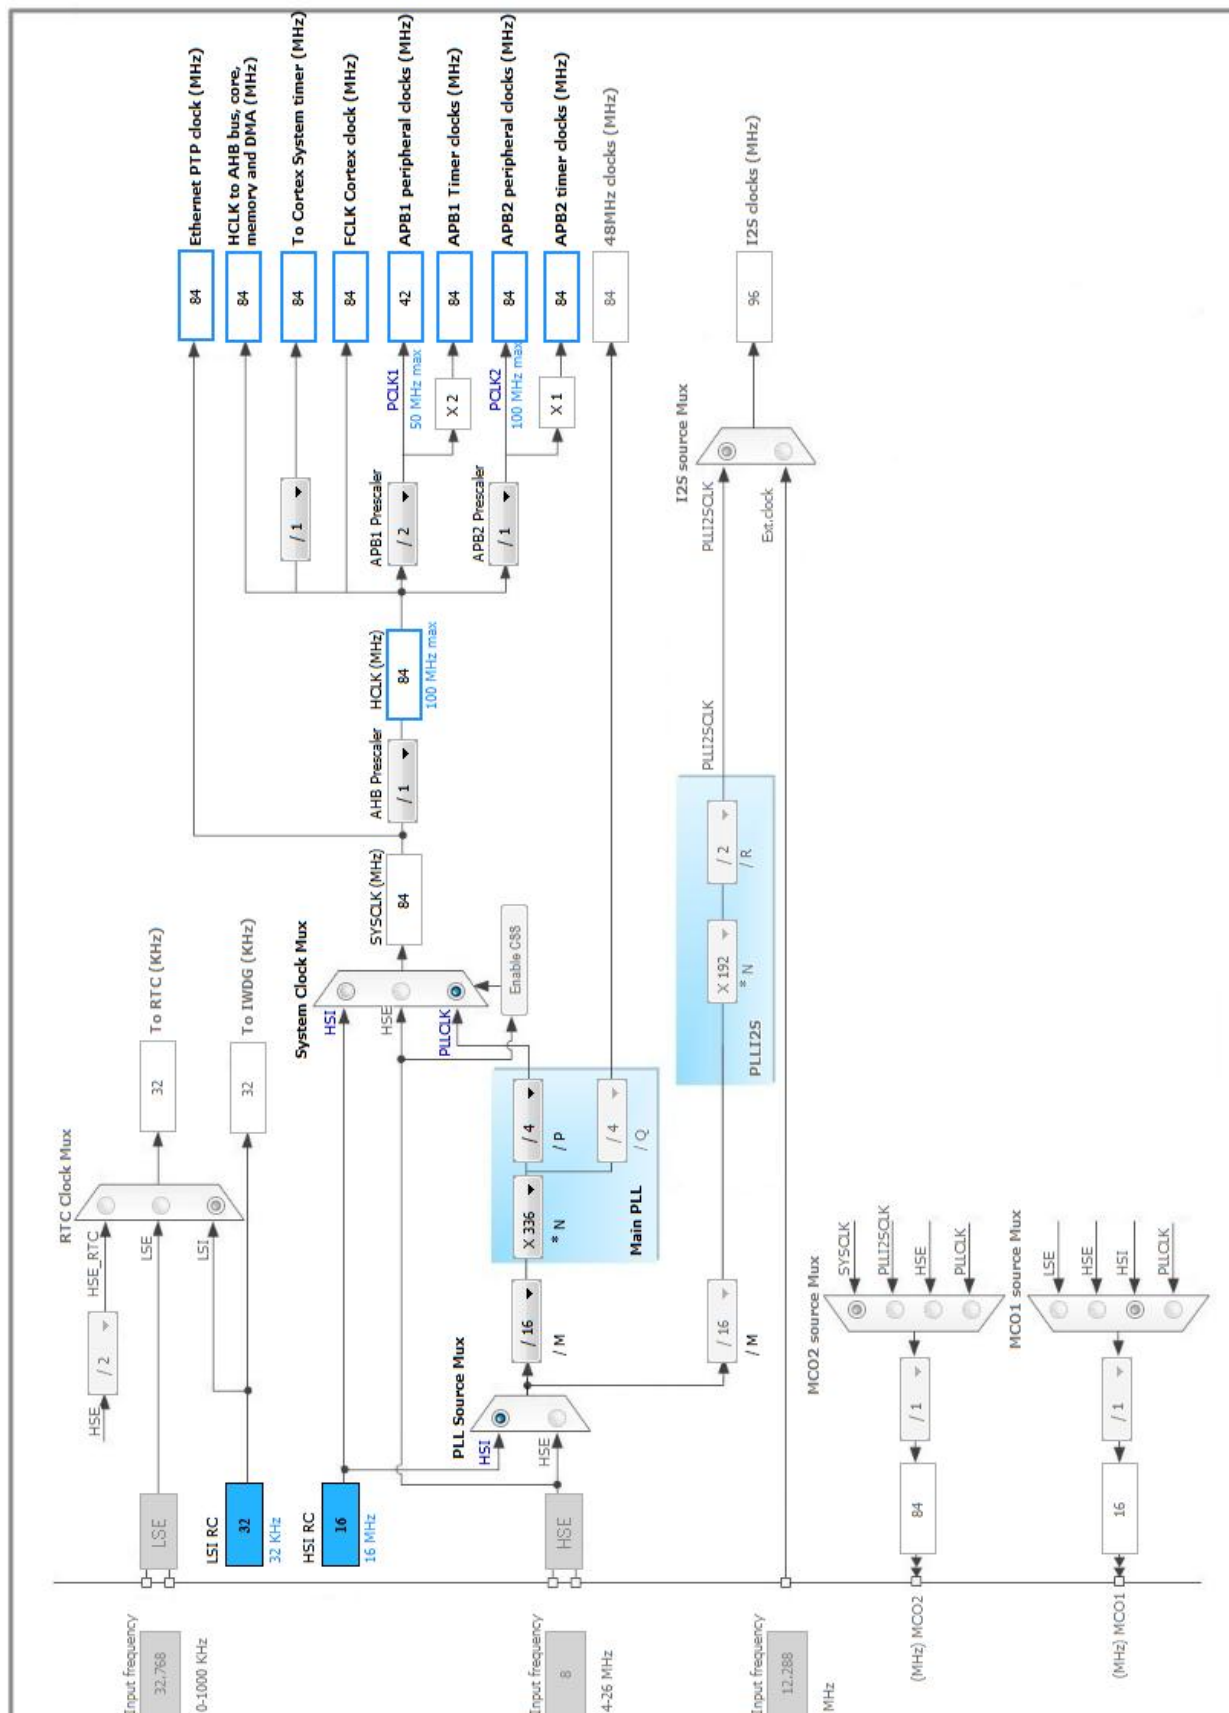 Input frequency
32.768
0-1000 KHz
LSE
HSE
/ 2
HSE_RTC
LSE
LSI
RTC Clock Mux
32
To RTC (KHz)
LSI RC
32
32 KHz
32
To IWDG (KHz)
HSI RC
16
16 MHz
System Clock Mux
HSI
HSE
PLLCLK
Enable CSS
SYSCLK (MHz)
84
AHB Prescaler
/ 1
HCLK (MHz)
84
100 MHz max
84
Ethernet PTP clock (MHz)
84
HCLK to AHB bus, core,
memory and DMA (MHz)
/ 1
84
To Cortex System timer (MHz)
84
FCLK Cortex clock (MHz)
APB1 Prescaler
/ 2
PCLK1
50 MHz max
42
APB1 peripheral clocks (MHz)
X 2
84
APB1 Timer clocks (MHz)
APB2 Prescaler
/ 1
PCLK2
100 MHz max
84
APB2 peripheral clocks (MHz)
X 1
84
APB2 timer clocks (MHz)
84
48MHz clocks (MHz)
Input frequency
8
4-26 MHz
HSE
PLL Source Mux
HSI
HSE
/ 16
/ M
X 336
* N
/ 4
/ P
/ 4
/ Q
Main PLL
/ 16
/ M
X 192
* N
/ 2
/ R
PLLI2S
PLLI2SCLK
PLLI2SCLK
Ext.clock
I2S source Mux
96
I2S clocks (MHz)
Input frequency
12.288
MHz
MCO2 source Mux
SYSCLK
PLLI2SCLK
HSE
PLLCLK
/ 1
84
(MHz) MCO2
MCO1 source Mux
LSE
HSE
HSI
PLLCLK
/ 1
16
(MHz) MCO1